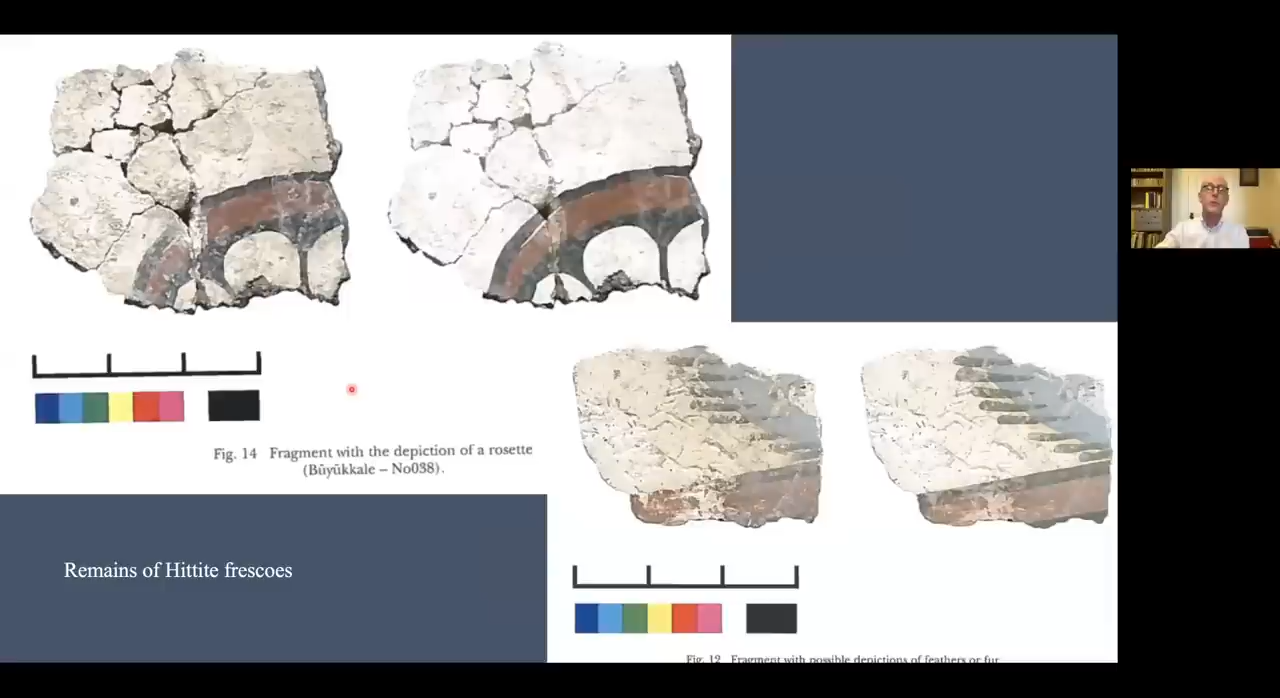 Fig. 14 Fragment with the depiction of a rosette
(Büyükkale – No038).
Remains of Hittite frescoes
Fig. 12 Fragment with possible depictions of feathers or fur